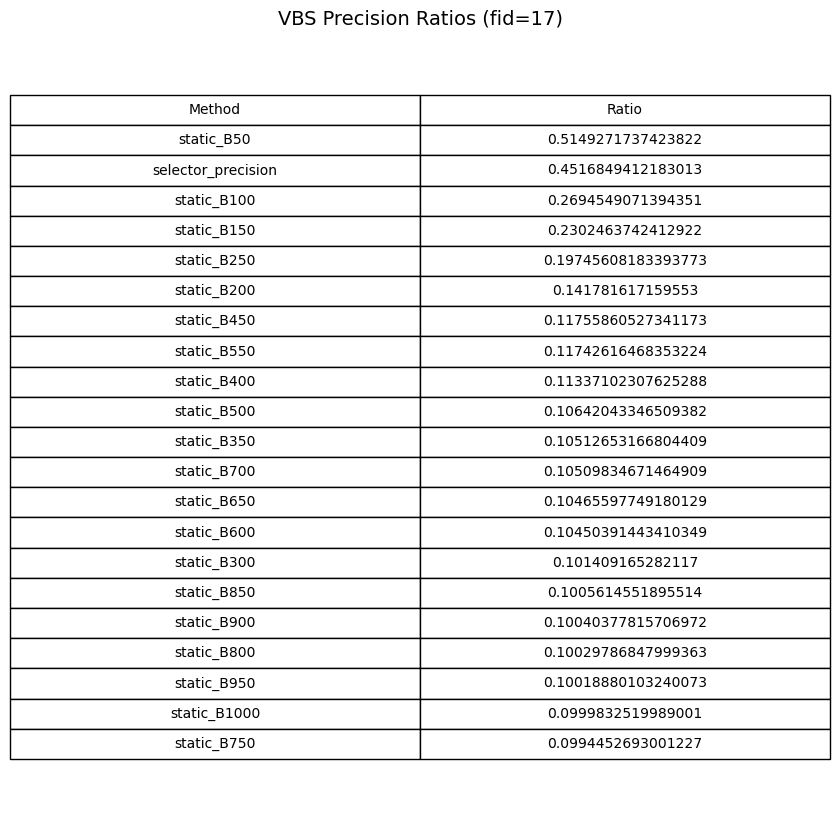 VBS Precision Ratios (fid=17)
Method Ratio
static_B50 0.5149271737423822
selector_precision 0.4516849412183013
static_B100 0.2694549071394351
static_B150 0.2302463742412922
static_B250 0.19745608183393773
static_B200 0.141781617159553
static_B450 0.11755860527341173
static_B550 0.11742616468353224
static_B400 0.11337102307625288
static_B500 0.10642043346509382
static_B350 0.10512653166804409
static_B700 0.10509834671464909
static_B650 0.10465597749180129
static_B600 0.10450391443410349
static_B300 0.101409165282117
static_B850 0.1005614551895514
static_B900 0.10040377815706972
static_B800 0.10029786847999363
static_B950 0.10018880103240073
static_B1000 0.0999832519989001
static_B750 0.0994452693001227